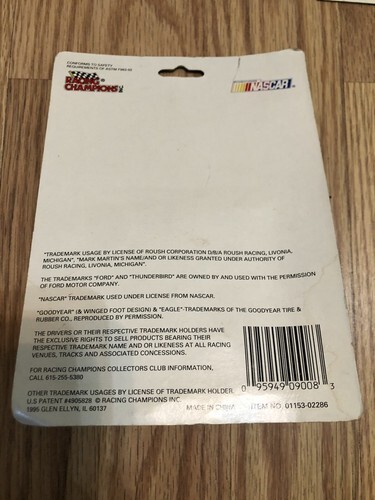 CONFORMS TO SAFETY
REQUIREMENTS OF ASTM F963-92
RACING
CHAMPIONS
NASCAR
"TRADEMARK USAGE BY LICENSE OF ROUSH CORPORATION D/B/A ROUSH RACING, LIVONIA,
MICHIGAN". "MARK MARTIN'S NAME/AND OR LIKENESS GRANTED UNDER AUTHORITY OF
ROUSH RACING, LIVONIA, MICHIGAN".
THE TRADEMARKS "FORD" AND "THUNDERBIRD" ARE OWNED BY AND USED WITH THE PERMISSION
OF FORD MOTOR COMPANY.
"NASCAR" TRADEMARK USED UNDER LICENSE FROM NASCAR.
"GOODYEAR" (& WINGED FOOT DESIGN) & "EAGLE"-TRADEMARKS OF THE GOODYEAR TIRE &
RUBBER CO., REPRODUCED BY PERMISSION.
THE DRIVERS OR THEIR RESPECTIVE TRADEMARK HOLDERS HAVE
THE EXCLUSIVE RIGHTS TO SELL PRODUCTS BEARING THEIR
RESPECTIVE TRADEMARK NAME AND OR LIKENESS AT ALL RACING
VENUES, TRACKS AND ASSOCIATED CONCESSIONS.
FOR RACING CHAMPIONS COLLECTORS CLUB INFORMATION,
CALL 615-255-5380
OTHER TRADEMARK USAGES BY LICENSE OF TRADEMARK HOLDER.
U.S PATENT #4905828 © RACING CHAMPIONS INC.
1995 GLEN ELLYN, IL 60137 MADE IN CHINA ITEM NO. 01153-02286
0 95949 09008 3